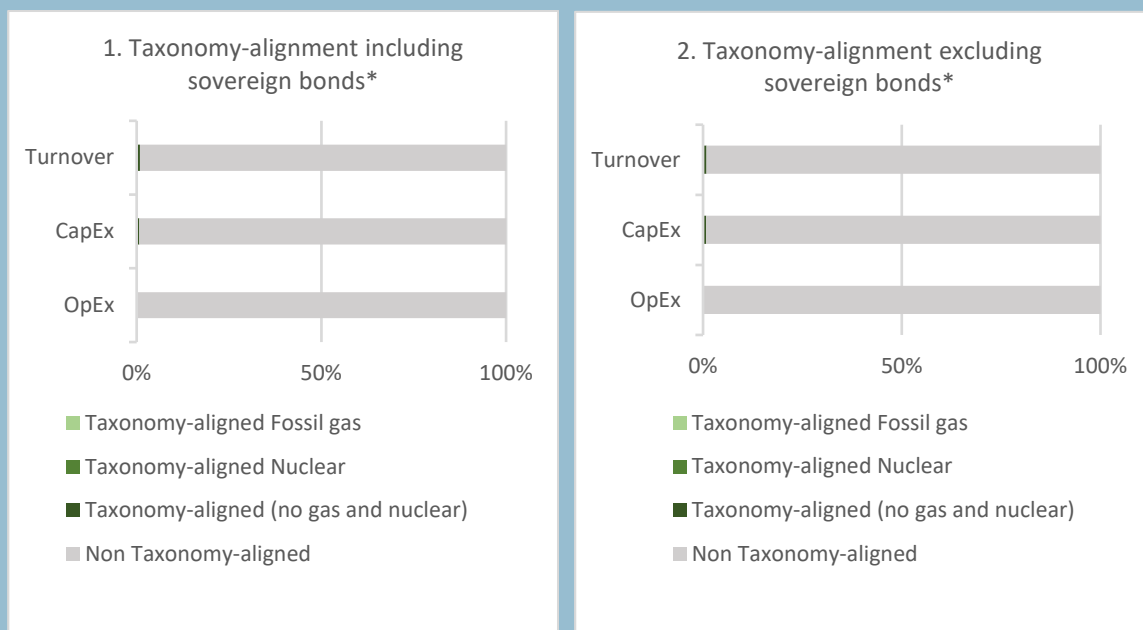 1. Taxonomy-alignment including
sovereign bonds*
Turnover
CapEx
OpEx
0%
50%
100%
Taxonomy-aligned Fossil gas
Taxonomy-aligned Nuclear
Taxonomy-aligned (no gas and nuclear)
Non Taxonomy-aligned
2. Taxonomy-alignment excluding
sovereign bonds*
Turnover
CapEx
OpEx
0%
50%
100%
Taxonomy-aligned Fossil gas
Taxonomy-aligned Nuclear
Taxonomy-aligned (no gas and nuclear)
Non Taxonomy-aligned